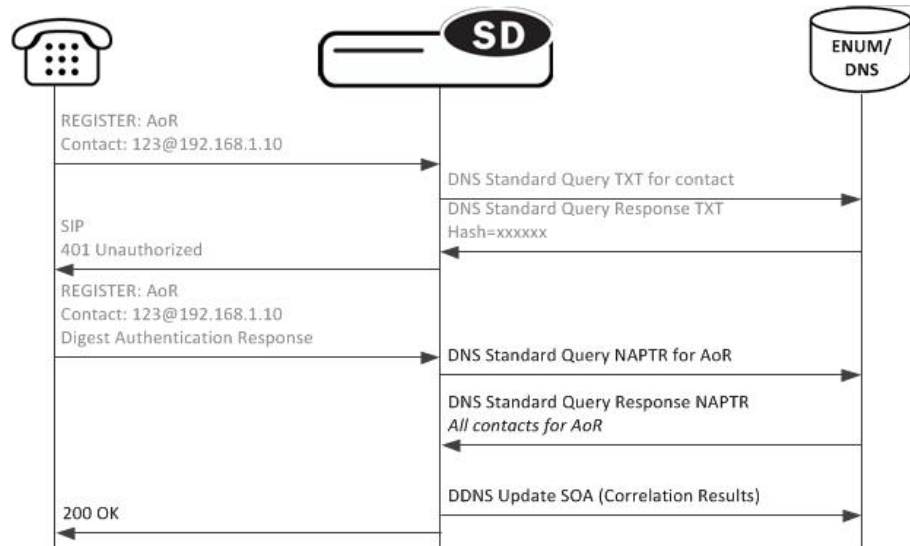 SD
ENUM/
DNS
REGISTER: AoR
Contact: 123@192.168.1.10
DNS Standard Query TXT for contact
DNS Standard Query Response TXT
Hash=xxxxxx
SIP
401 Unauthorized
REGISTER: AoR
Contact: 123@192.168.1.10
Digest Authentication Response
DNS Standard Query NAPTR for AoR
DNS Standard Query Response NAPTR
All contacts for AoR
DDNS Update SOA (Correlation Results)
200 OK